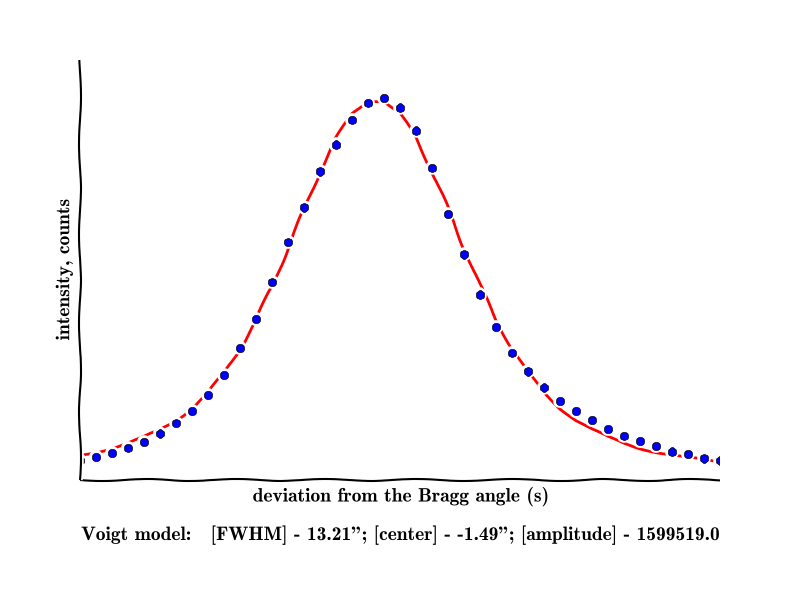 intensity, counts
deviation from the Bragg angle (s)
Voigt model: [FWHM] - 13.21”; [center] - -1.49”; [amplitude] - 1599519.0